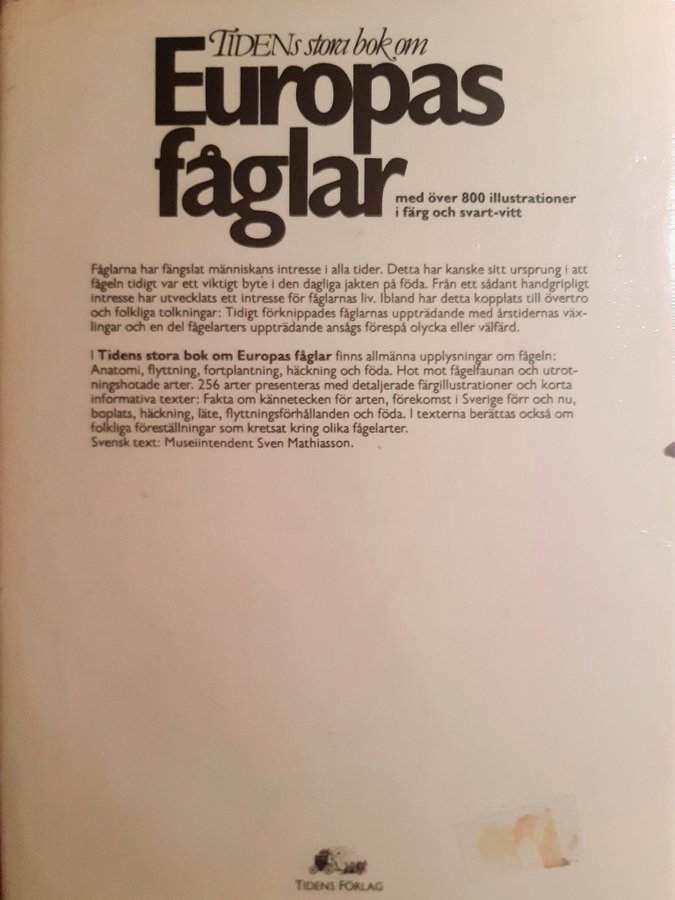 TIDENs stora bok om
Europas
fåglar
med över 800 illustrationer
i färg och svart-vitt
Fåglarna har fängslat människans intresse i alla tider. Detta har kanske sitt ursprung i att
fågeln tidigt var ett viktigt byte i den dagliga jakten på föda. Från ett sådant handgripligt
intresse har utvecklats ett intresse för fåglarnas liv. Ibland har detta kopplats till övertro
och folkliga tolkningar: Tidigt förknippades fåglarnas uppträdande med årstidernas väx-
lingar och en del fågelarters uppträdande ansågs förespå olycka eller välfärd.
I Tidens stora bok om Europas fåglar finns allmänna upplysningar om fågeln:
Anatomi, flyttning, fortplantning, häckning och föda. Hot mot fågelfaunan och utrot-
ningshotade arter. 256 arter presenteras med detaljerade färgillustrationer och korta
informativa texter: Fakta om kännetecken för arten, förekomst i Sverige förr och nu,
boplats, häckning, läte, flyttningsförhållanden och föda. I texterna berättas också om
folkliga föreställningar som kretsat kring olika fågelarter.
Svensk text: Museiintendent Sven Mathiasson.
TIDENS FÖRLAG